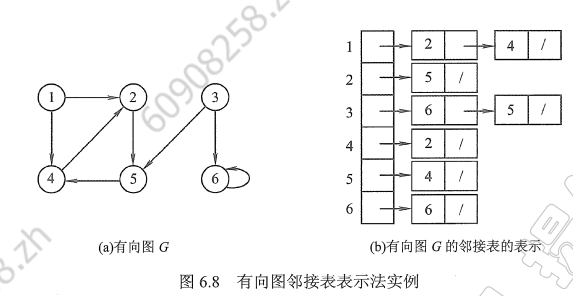 60908258.zh
1 2 3
4 5 6
1 2 4 /
2 5 /
3 6 5 /
4 2 /
5 4 /
6 6 /
(a)有向图 G
(b)有向图 G 的邻接表的表示
8.zh
图 6.8 有向图邻接表表示法实例